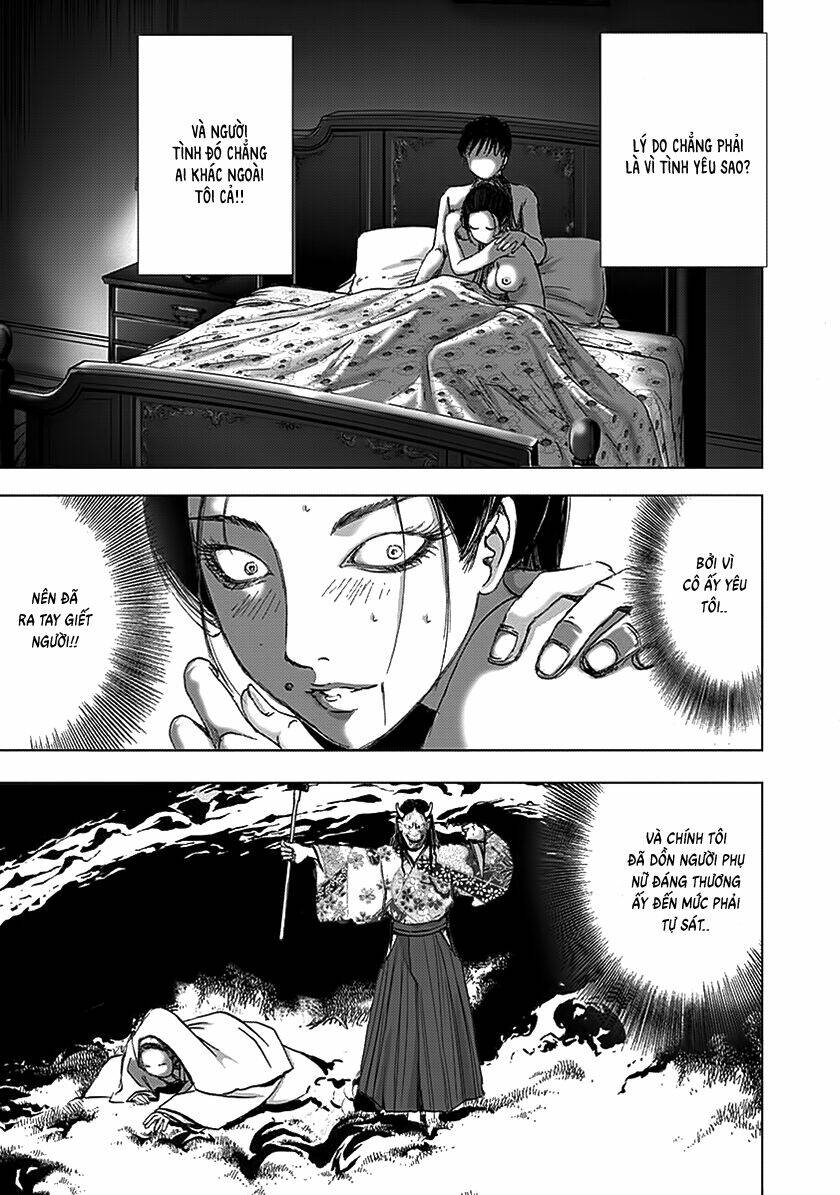 LÝ DO CHẲNG PHẢI
LÀ VÌ TÌNH YÊU SAO?
VÀ NGƯỜI
TÌNH ĐÓ CHẲNG
AI KHÁC NGOÀI
TÔI CẢ!!
BỞI VÌ
CÔ ẤY YÊU
TÔI..
NÊN ĐÃ
RA TAY GIẾT
NGƯỜI!!
VÀ CHÍNH TÔI
ĐÃ DỒN NGƯỜI PHỤ
NỮ ĐÁNG THƯƠNG
ẤY ĐẾN MỨC PHẢI
TỰ SÁT..